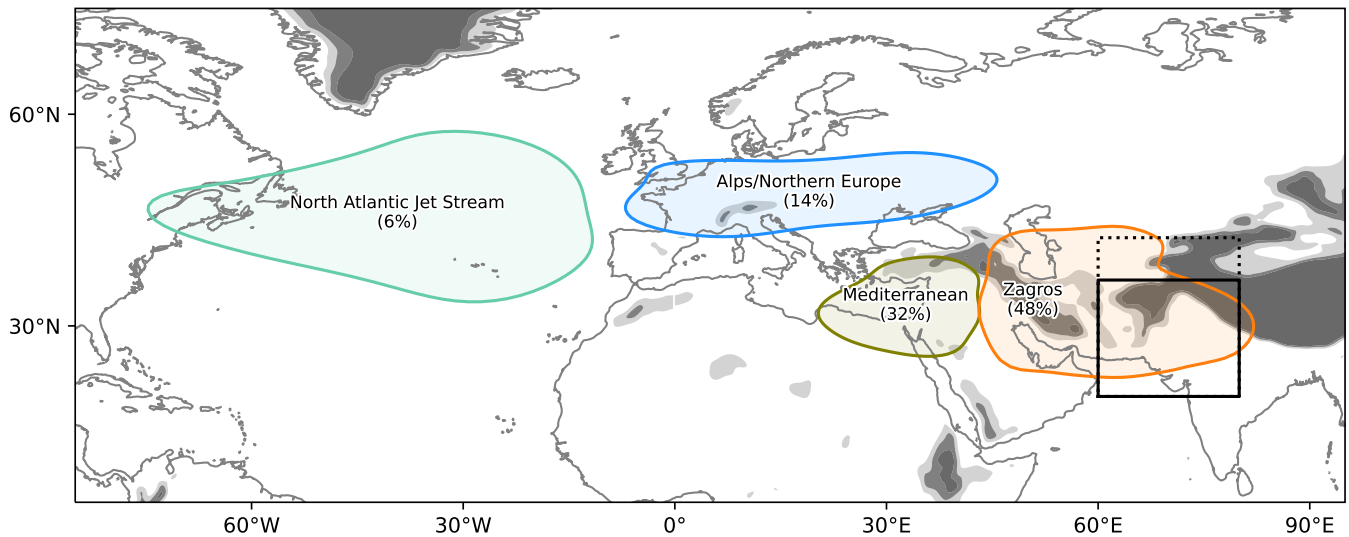 60°N
30°N
North Atlantic Jet Stream
(6%)
Alps/Northern Europe
(14%)
Mediterranean
(32%)
Zagros
(48%)
60°W
30°W
0°
30°E
60°E
90°E